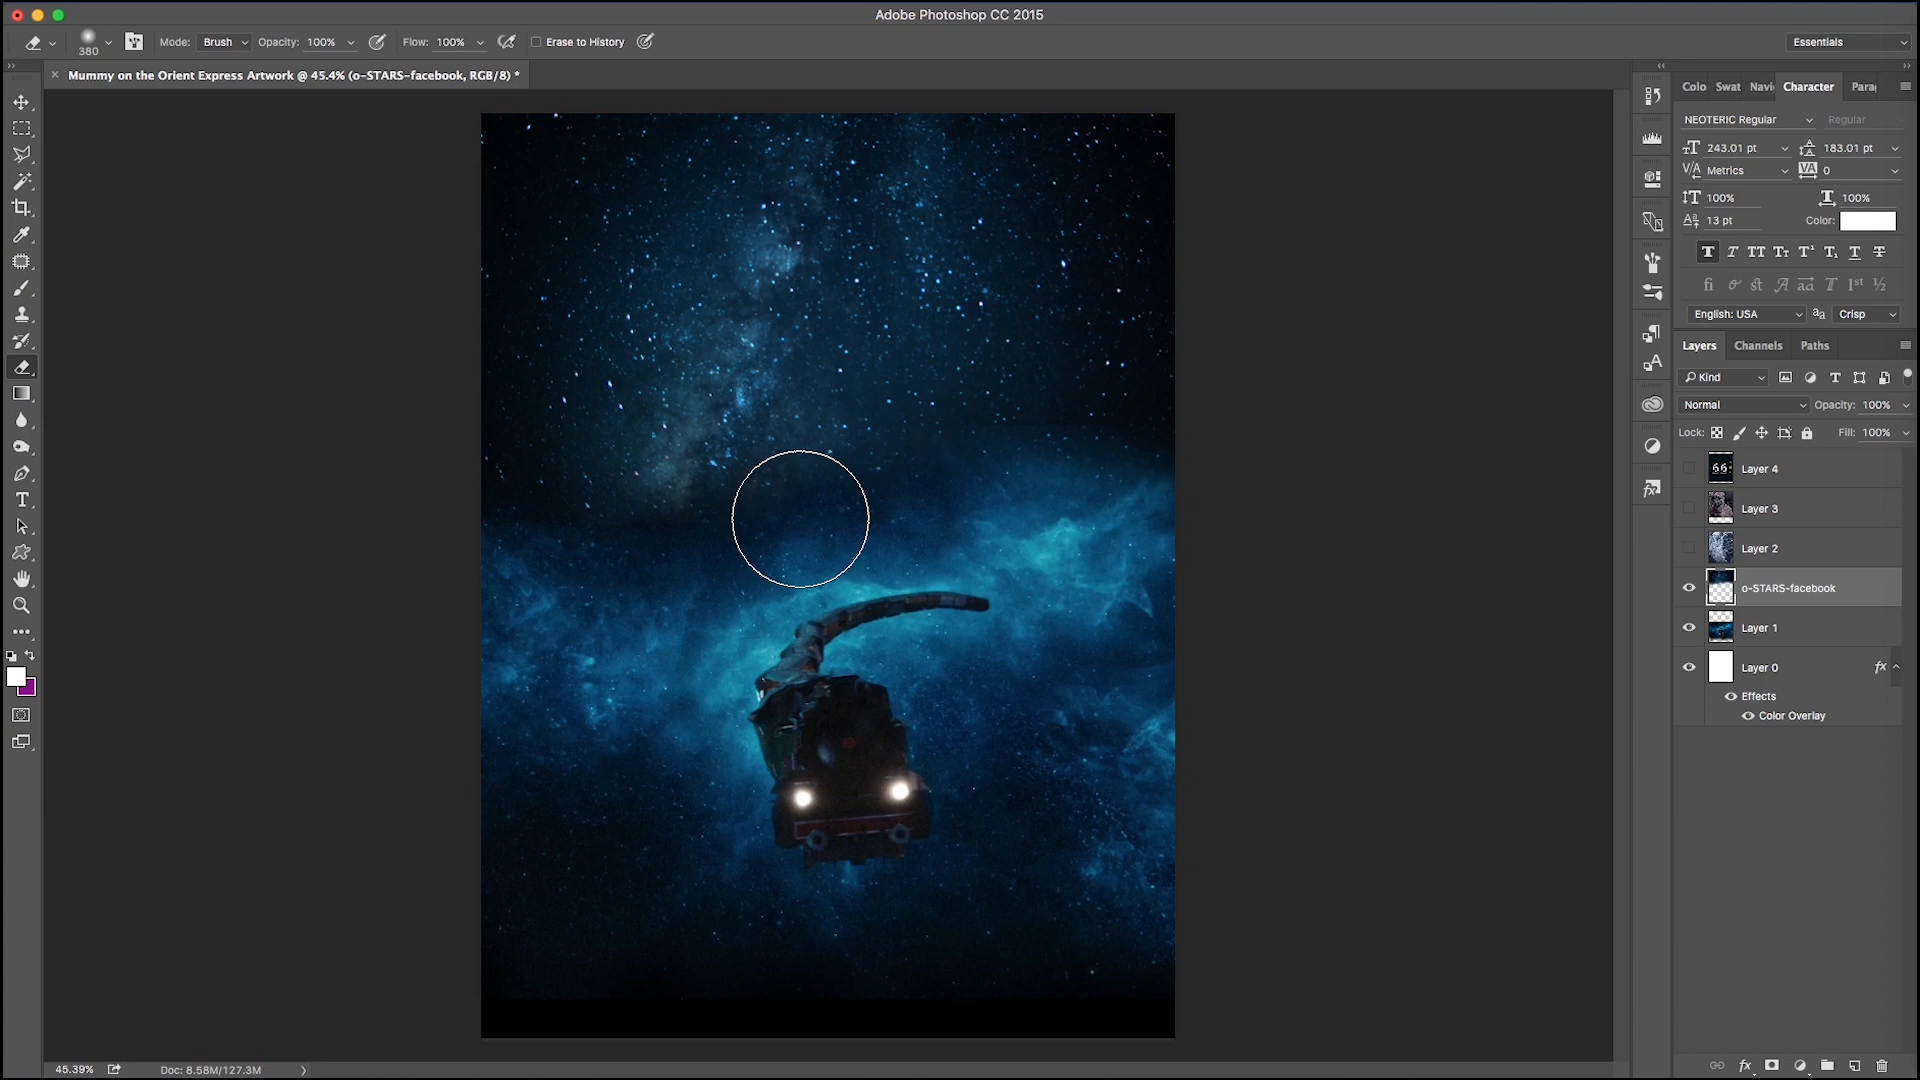 Adobe Photoshop CC 2015
380 Mode: Brush Opacity: 100% Flow: 100% Erase to History Essentials
Mummy on the Orient Express Artwork @ 45.4% (o-STARS-facebook, RGB/8) *
Colo Swat Navi Character Para
NEOTERIC Regular Regular
243.01 pt 183.01 pt
Metrics 0
100% 100%
13 pt Color:
English: USA Crisp
Layers Channels Paths
Kind
Normal Opacity: 100%
Lock: Fill: 100%
Layer 4
Layer 3
Layer 2
o-STARS-facebook
Layer 1
Layer 0 fx
Effects
Color Overlay
45.39% Doc: 8.58M/127.3M